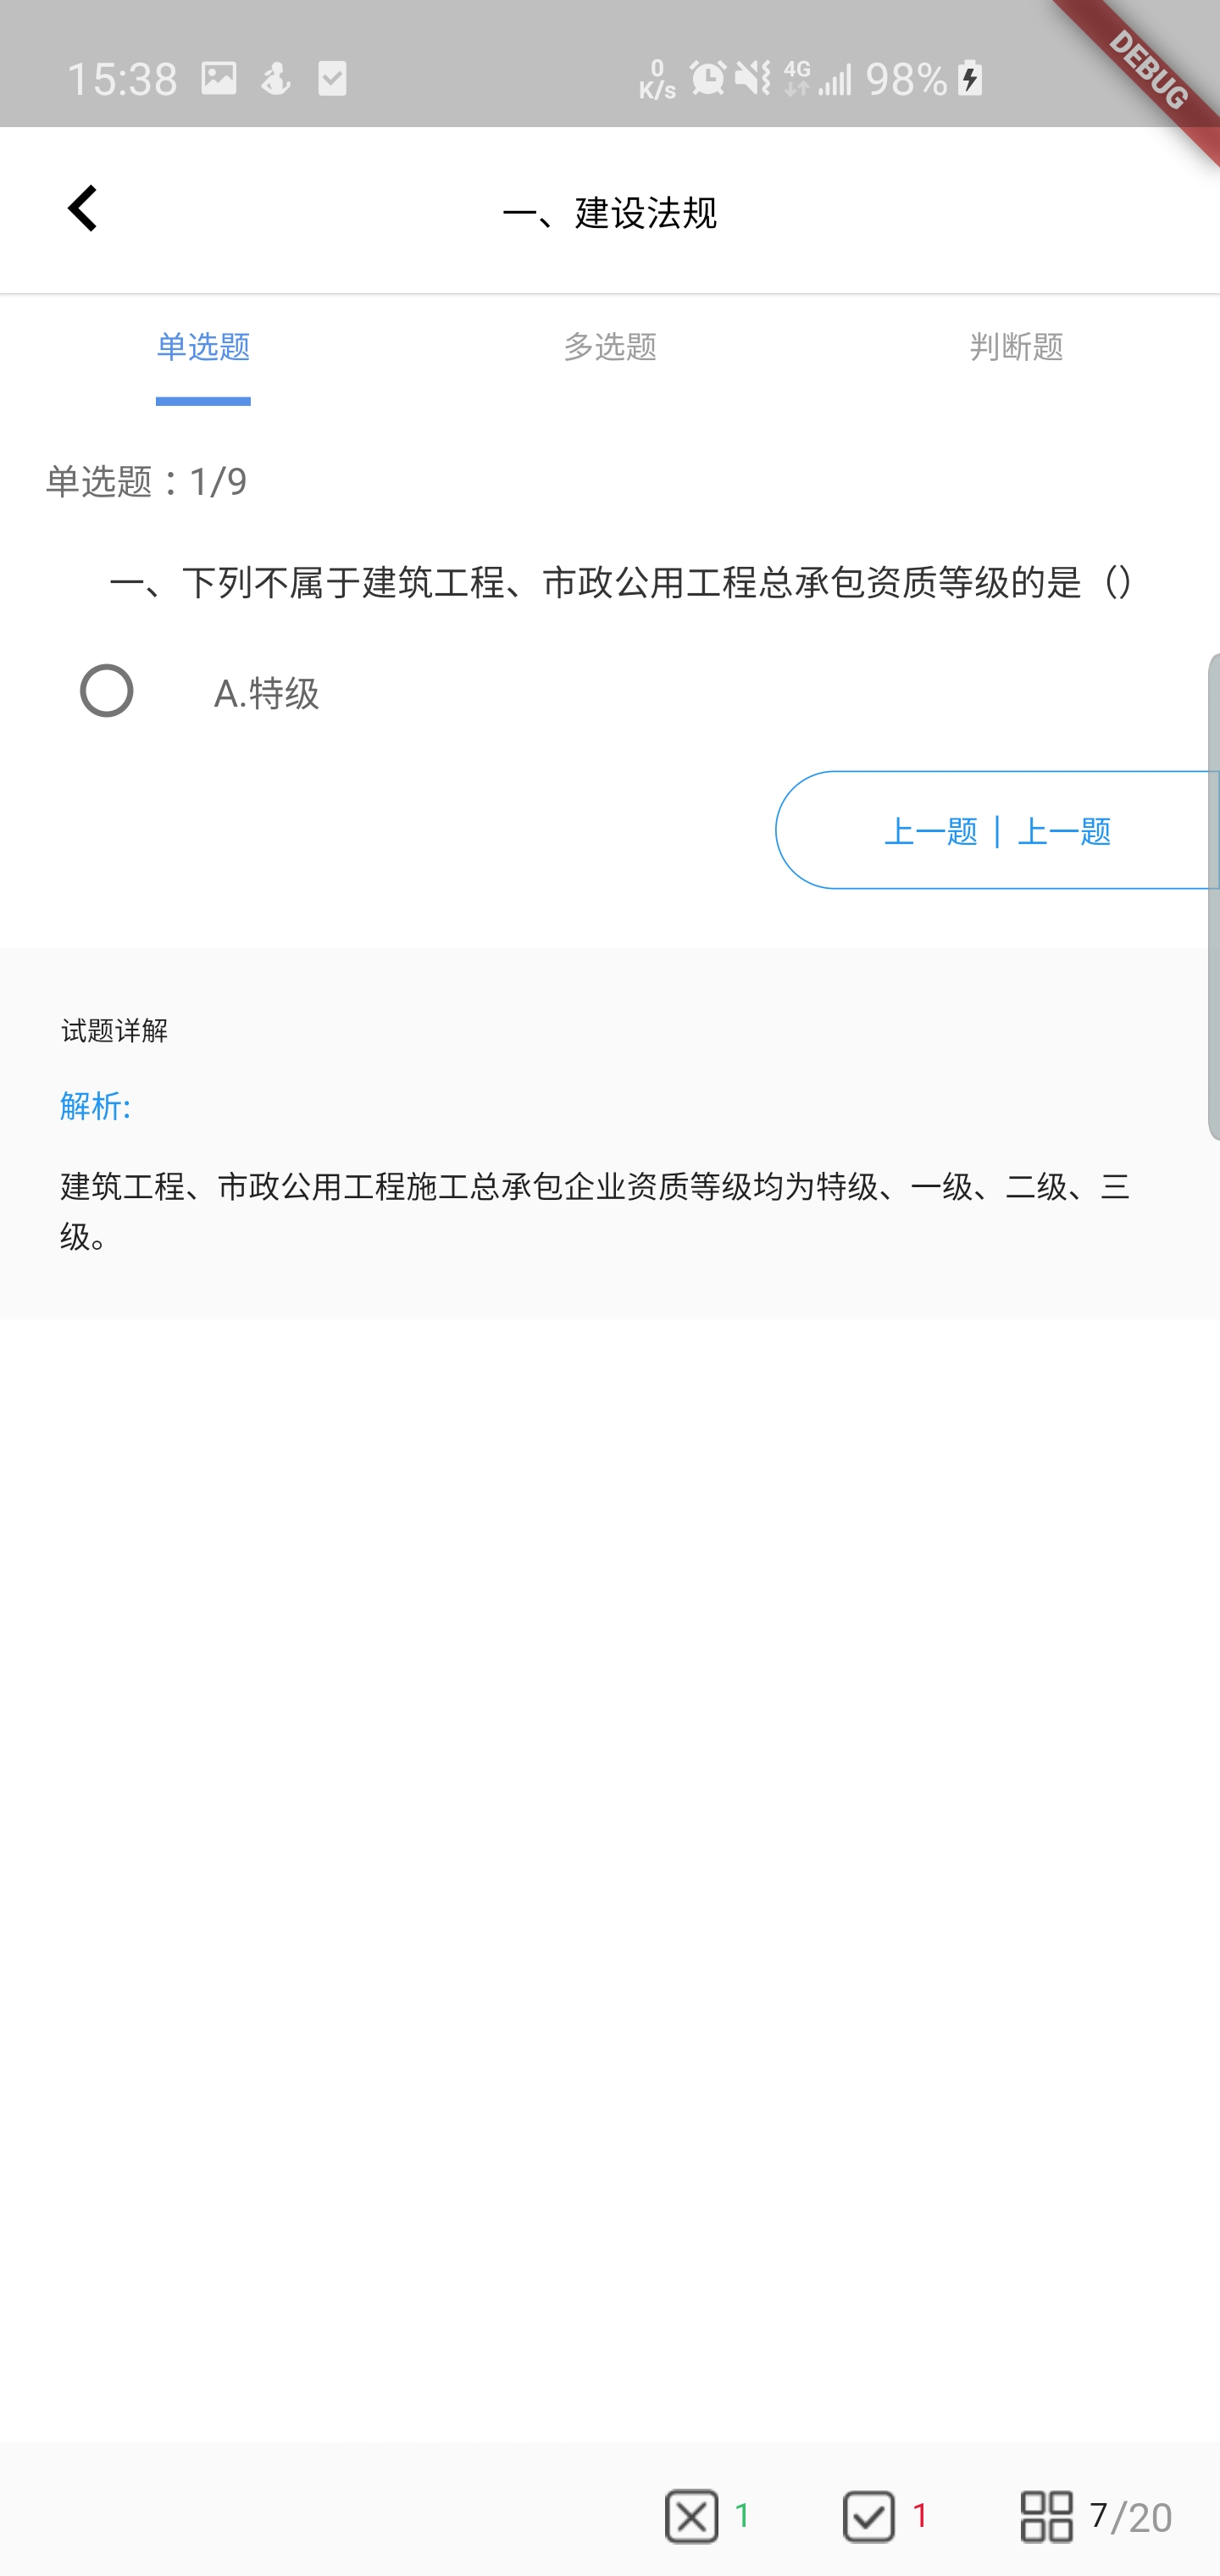 15:38
0 K/s 4G 98%
DEBUG
一、建设法规
单选题 多选题 判断题
单选题：1/9
一、下列不属于建筑工程、市政公用工程总承包资质等级的是（）
A.特级
上一题 | 上一题
试题详解
解析:
建筑工程、市政公用工程施工总承包企业资质等级均为特级、一级、二级、三
级。
1 1 7/20